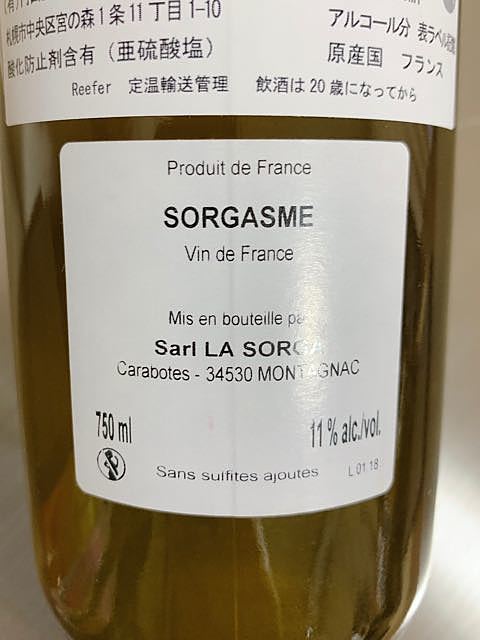 札幌市中央区宮の森1条11丁目1-10
酸化防止剤含有(亜硫酸塩)
アルコール分 表ラベル
原産国 フランス
Reefer 定温輸送管理 飲酒は20歳になってから
Produit de France
SORGASME
Vin de France
Mis en bouteille pa
Sarl LA SORGA
Carabotes - 34530 MONTAGNAC
750 ml
11 % alc./vol.
Sans sulfites ajoutés
L 01 18